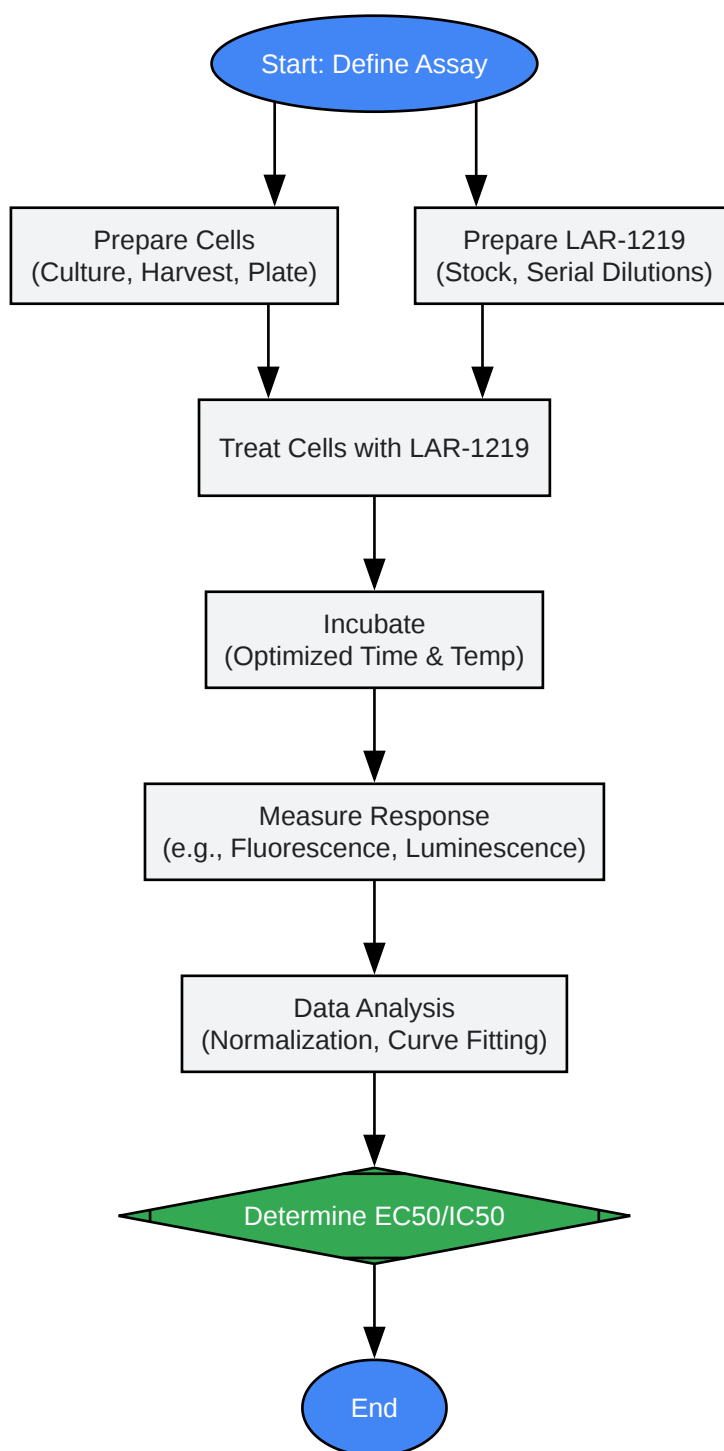 Start: Define Assay
Prepare Cells
(Culture, Harvest, Plate)
Prepare LAR-1219
(Stock, Serial Dilutions)
Treat Cells with LAR-1219
Incubate
(Optimized Time & Temp)
Measure Response
(e.g., Fluorescence, Luminescence)
Data Analysis
(Normalization, Curve Fitting)
Determine EC50/IC50
End